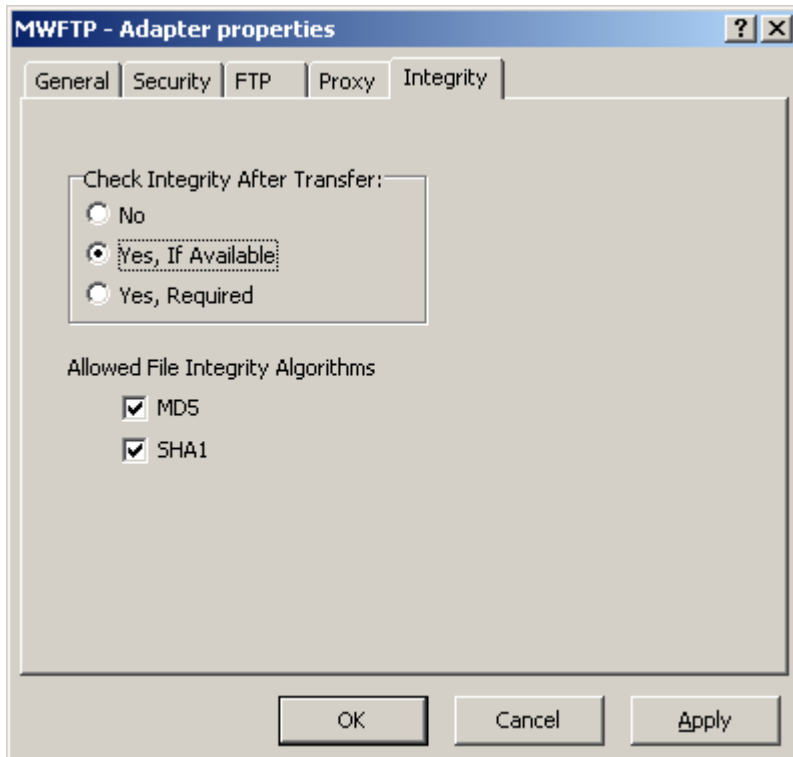 MWFTP - Adapter properties
General Security FTP Proxy Integrity
Check Integrity After Transfer:
No
Yes, If Available
Yes, Required
Allowed File Integrity Algorithms
MD5
SHA1
OK Cancel Apply